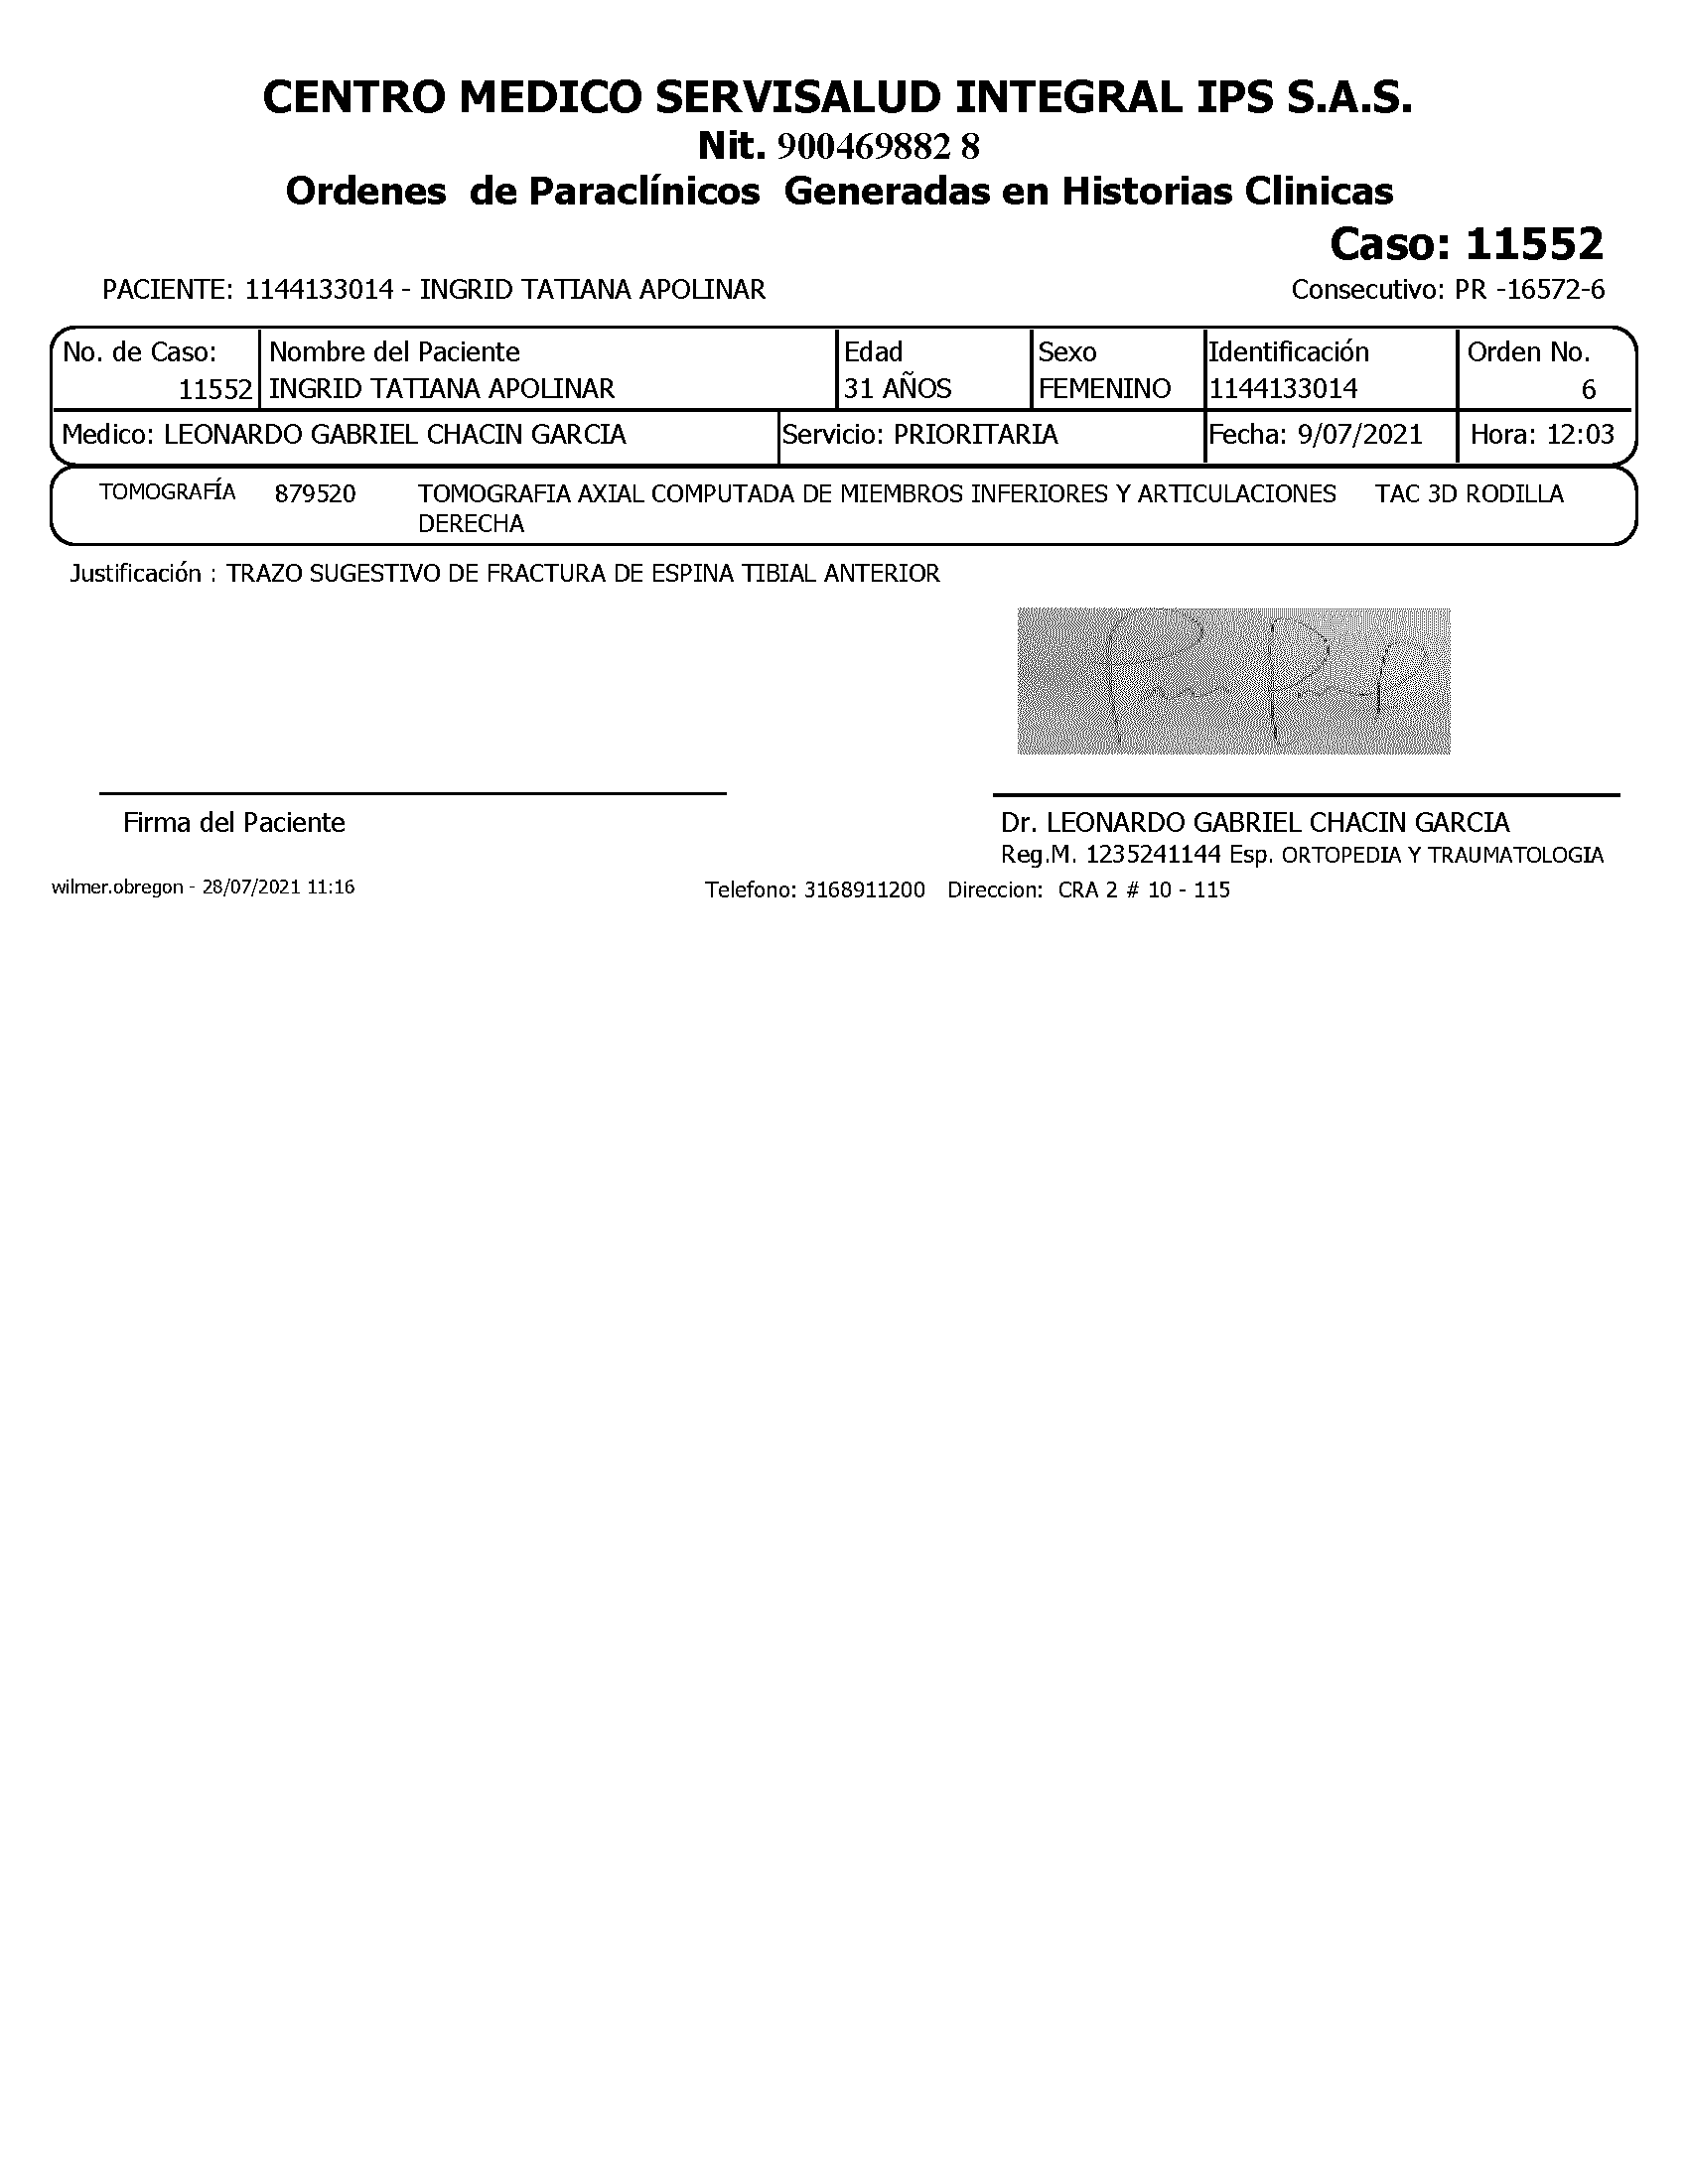 CENTRO MEDICO SERVISALUD INTEGRAL IPS S.A.S.
Nit. 900469882 8
Ordenes de Paraclínicos Generadas en Historias Clinicas
Caso: 11552
PACIENTE: 1144133014 - INGRID TATIANA APOLINAR Consecutivo: PR -16572-6
No. de Caso: Nombre del Paciente Edad Sexo Identificación Orden No.
11552 INGRID TATIANA APOLINAR 31 AÑOS FEMENINO 1144133014 6
Medico: LEONARDO GABRIEL CHACIN GARCIA Servicio: PRIORITARIA Fecha: 9/07/2021 Hora: 12:03
TOMOGRAFÍA 879520 TOMOGRAFIA AXIAL COMPUTADA DE MIEMBROS INFERIORES Y ARTICULACIONES TAC 3D RODILLA
DERECHA
Justificación : TRAZO SUGESTIVO DE FRACTURA DE ESPINA TIBIAL ANTERIOR
Firma del Paciente Dr. LEONARDO GABRIEL CHACIN GARCIA
Reg.M. 1235241144 Esp. ORTOPEDIA Y TRAUMATOLOGIA
wilmer.obregon - 28/07/2021 11:16 Telefono: 3168911200 Direccion: CRA 2 # 10 - 115